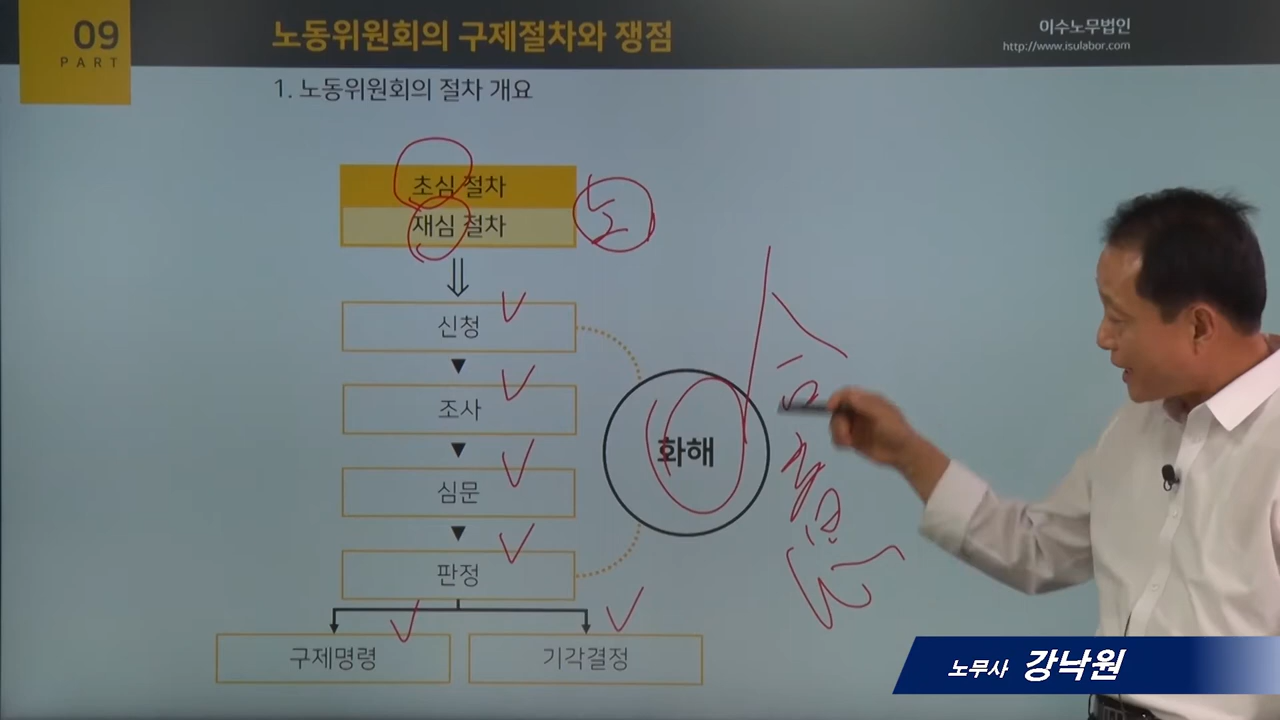 09
PART
노동위원회의 구제절차와 쟁점
이수노무법인
http://www.isulabor.com
1. 노동위원회의 절차 개요
초심 절차
재심 절차
신청
조사
심문
판정
화해
구제명령
기각결정
노무사 강낙원